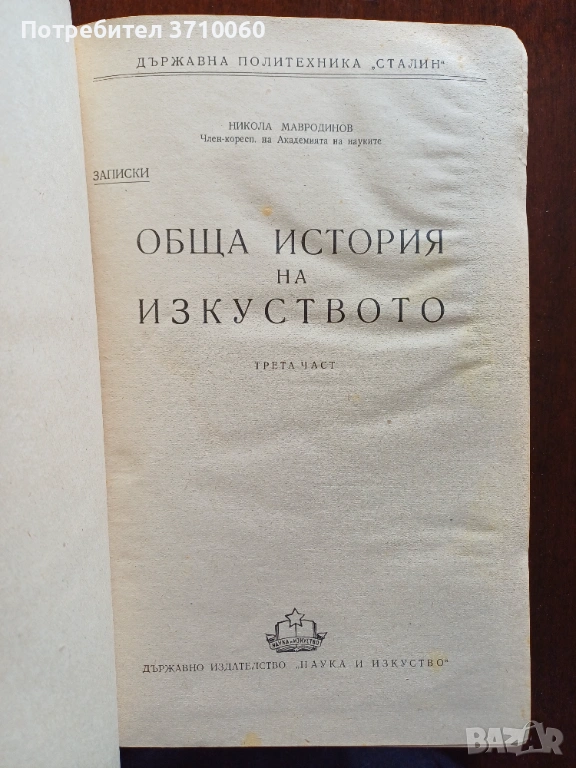 Потребител 3710060
ДЪРЖАВНА ПОЛИТЕХНИКА „СТАЛИН“
НИКОЛА МАВРОДИНОВ
Член-коресп. на Академията на науките
ЗАПИСКИ
ОБЩА ИСТОРИЯ
НА
ИЗКУСТВОТО
ТРЕТА ЧАСТ
НАУКА и ИЗКУСТВО
ДЪРЖАВНО ИЗДАТЕЛСТВО „НАУКА И ИЗКУСТВО“
BAZAR